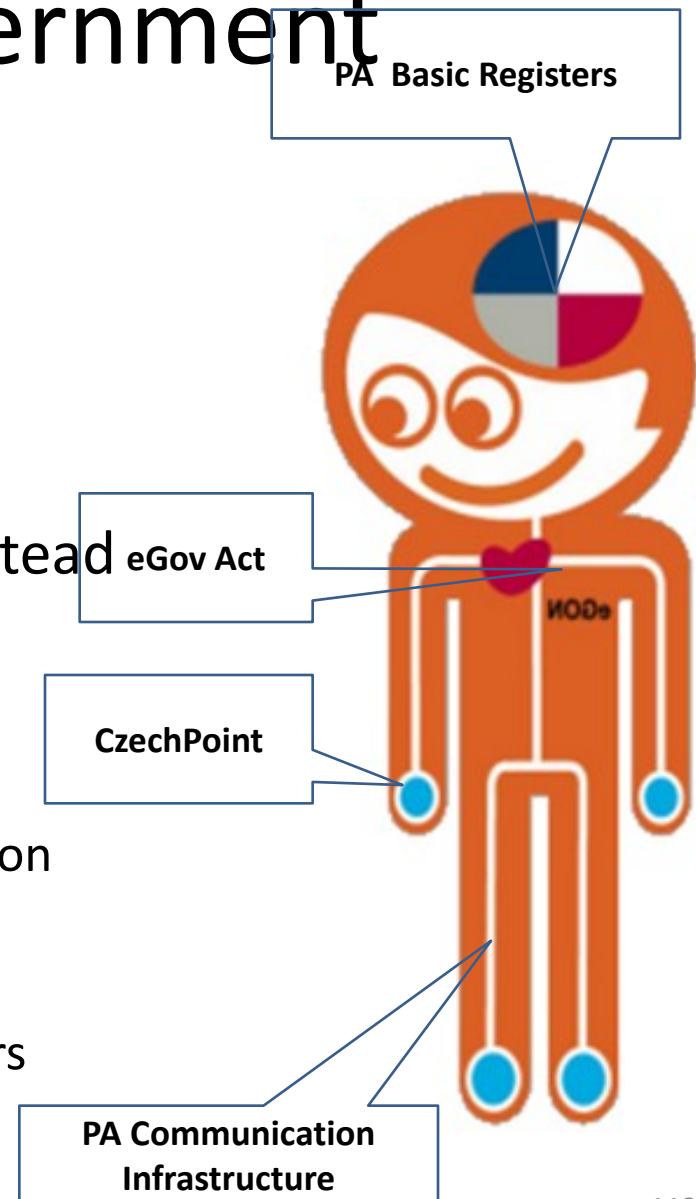 ernment
PA Basic Registers
tead
eGov Act
eGON
CzechPoint
on
rs
PA Communication
Infrastructure